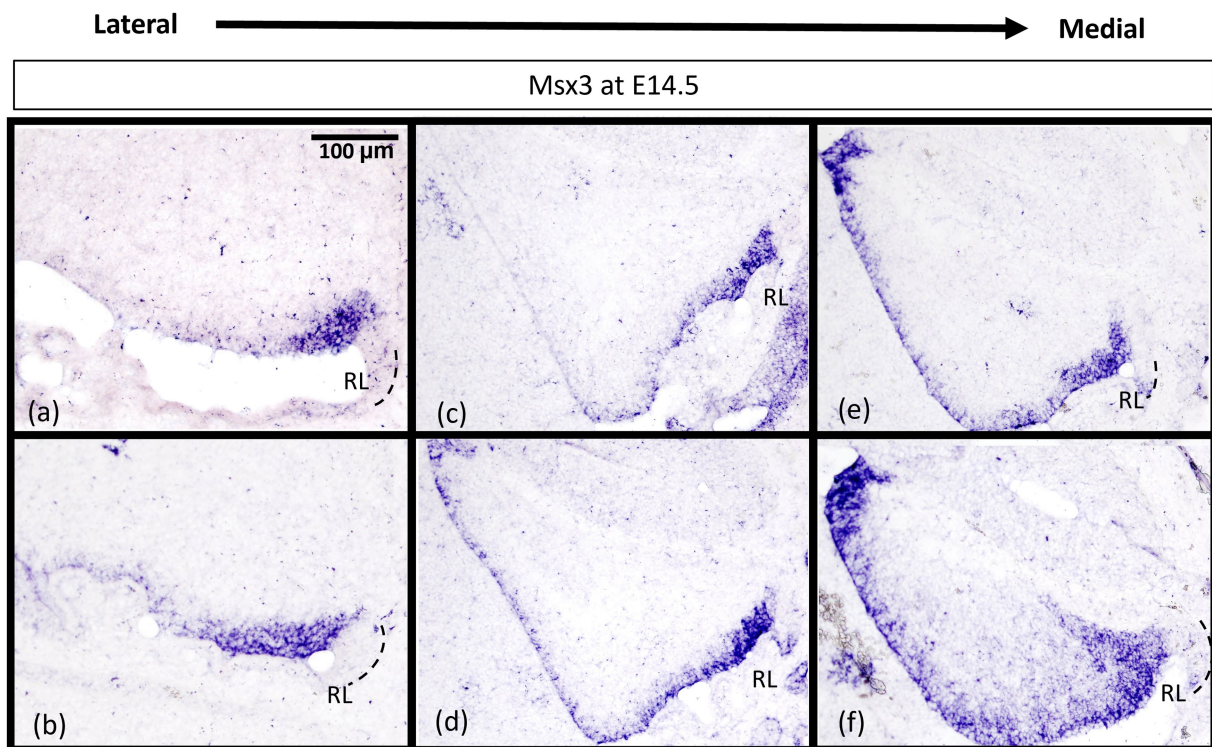 Lateral Medial
Msx3 at E14.5
100 µm
RL
(a)
RL
(c)
RL
(e)
RL
(b)
RL
(d)
RL
(f)